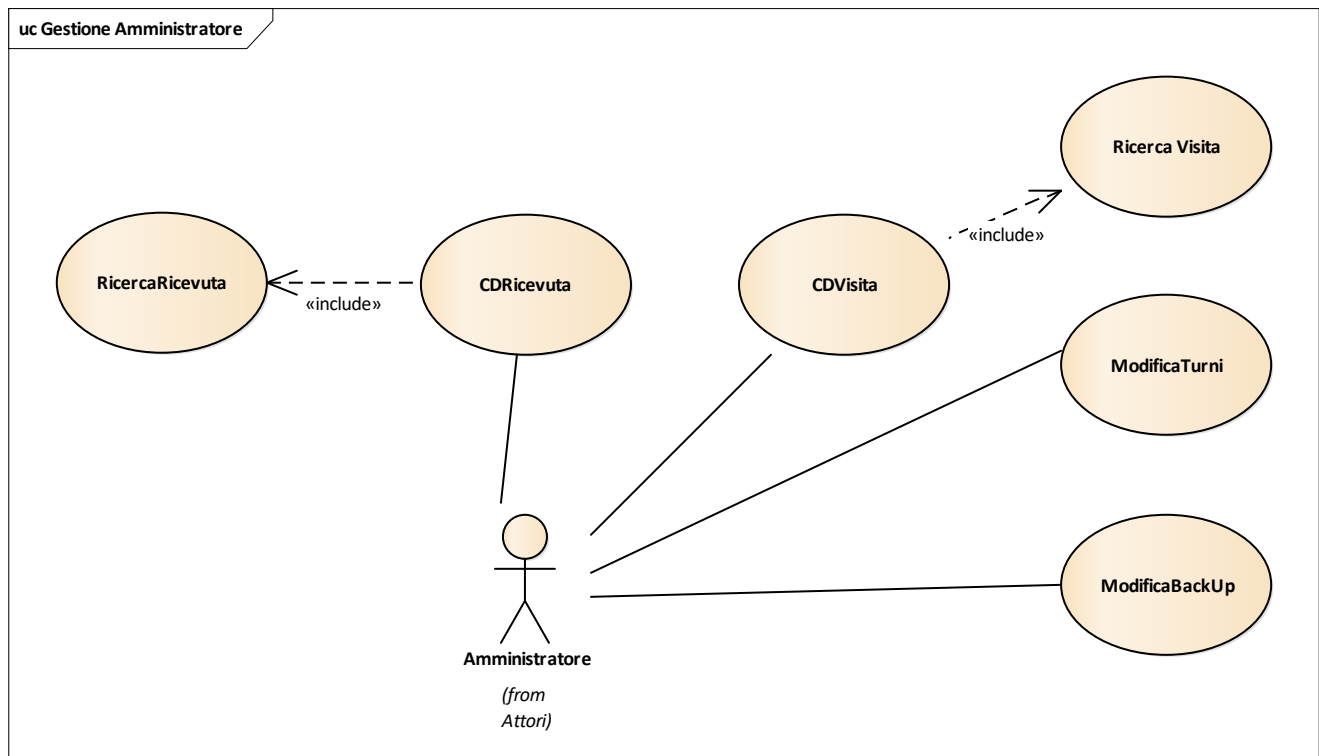 uc Gestione Amministratore
Ricerca Visita
RicercaRicevuta
«include»
CDRicevuta
CDVisita
«include»
ModificaTurni
ModificaBackUp
Amministratore
(from
Attori)